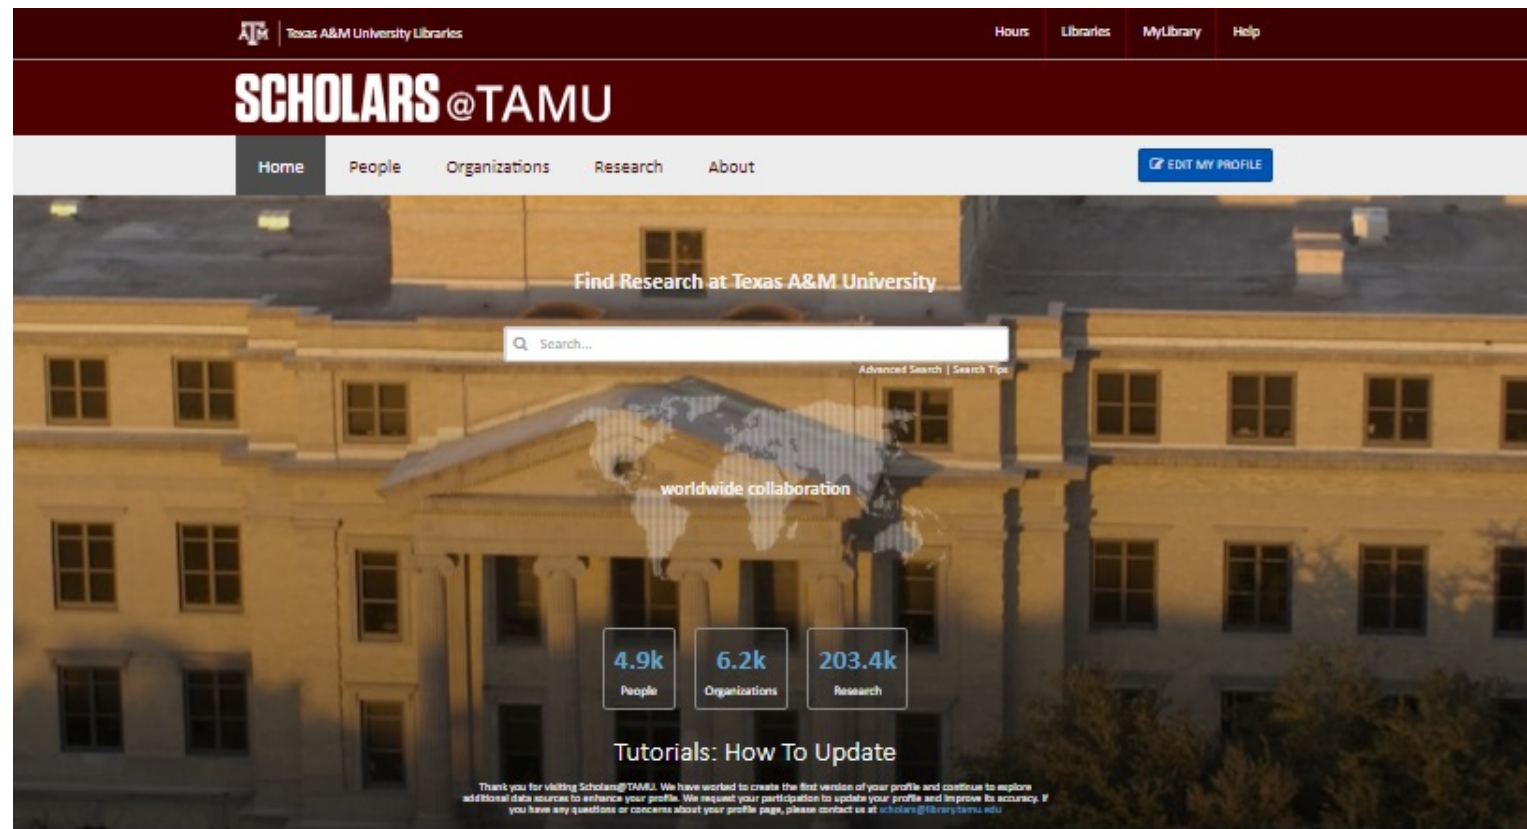 ATM Texas A&M University Libraries
Hours Libraries MyLibrary Help
SCHOLARS @TAMU
Home People Organizations Research About
EDIT MY PROFILE
Find Research at Texas A&M University
Search...
Advanced Search | Search Tips
worldwide collaboration
4.9k 6.2k 203.4k
People Organizations Research
Tutorials: How To Update
Thank you for visiting Scholars@TAMU. We have worked to create the first version of your profile and continue to explore
additional data sources to enhance your profile. We request your participation to update your profile and improve its accuracy. If
you have any questions or concerns about your profile page, please contact us at scholars@library.tamu.edu